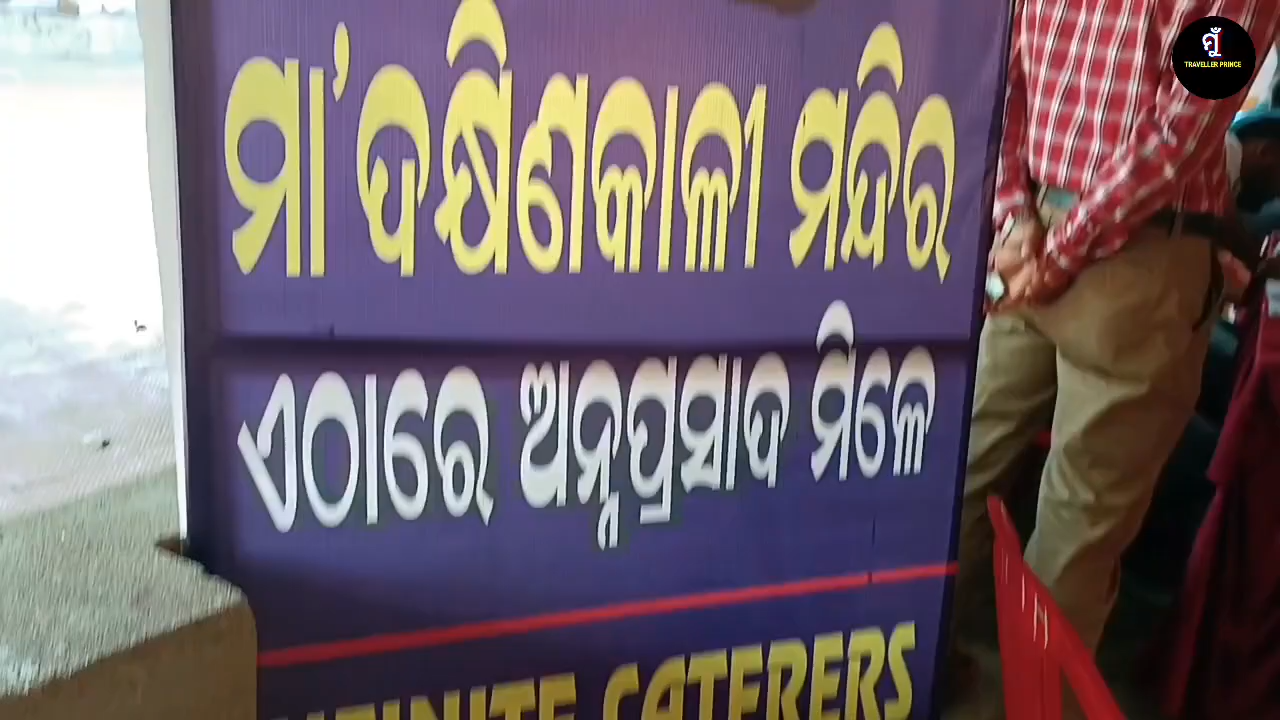 ମୁଁ
TRAVELLER PRINCE
ମା'ଦକ୍ଷିଣକାଳୀ ମନ୍ଦିର
ଏଠାରେ ଅନ୍ନପ୍ରସାଦ ମିଳେ
CATERERS